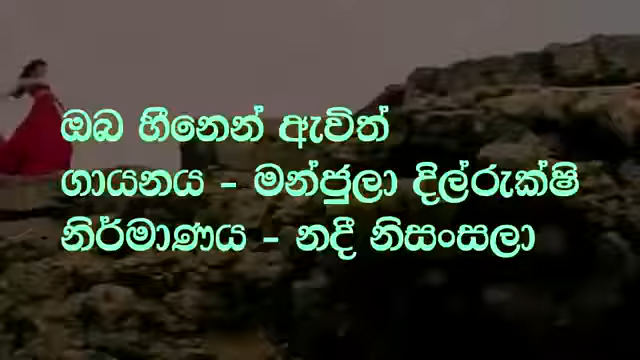 ඔබ හීනෙන් ඇවිත්
ගායනය - මන්ජුලා දිල්රුක්ෂි
නිර්මාණය - නදී නිසංසලා